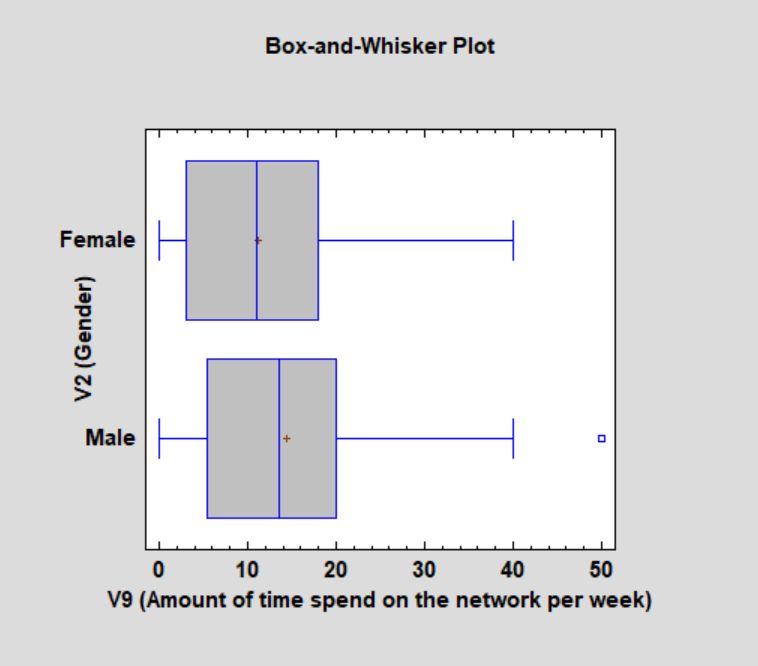 Box-and-Whisker Plot
Female
V2 (Gender)
Male
0 10 20 30 40 50
V9 (Amount of time spend on the network per week)